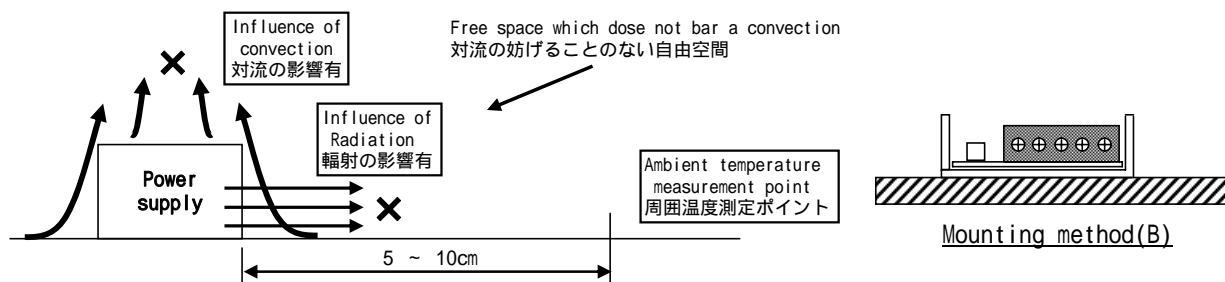 Influence of
convection
対流の影響有
Free space which dose not bar a convection
対流の妨げることのない自由空間
Influence of
Radiation
輻射の影響有
Power
supply
Ambient temperature
measurement point
周囲温度測定ポイント
5 ~ 10cm
Mounting method(B)